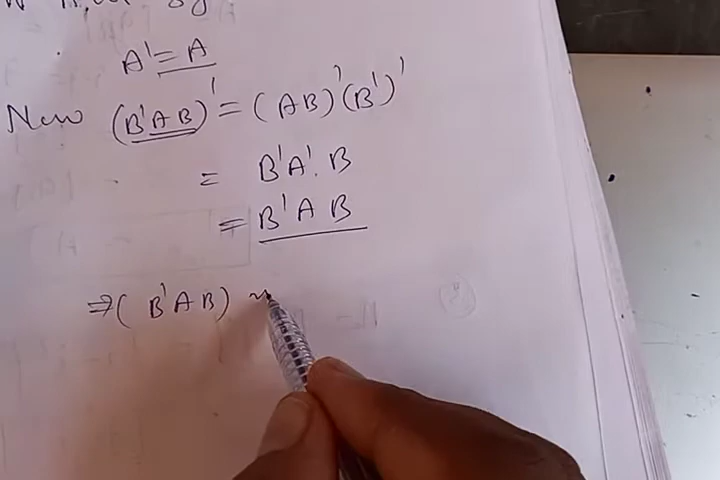 A' = A
Now (B'AB)' = (AB)'(B')'
= B'A'. B
= B'AB
⇒ (B'AB)